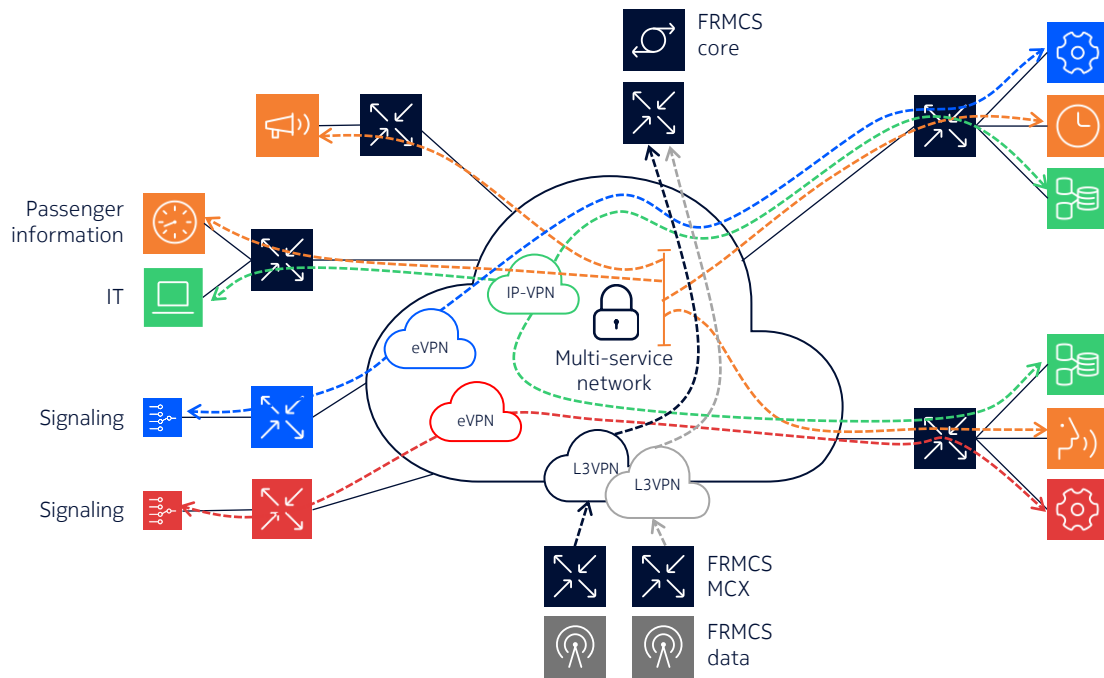 FRMCS
core
Passenger
information
IT
IP-VPN
eVPN
Multi-service
network
Signaling
eVPN
Signaling
L3VPN
L3VPN
FRMCS
MCX
FRMCS
data